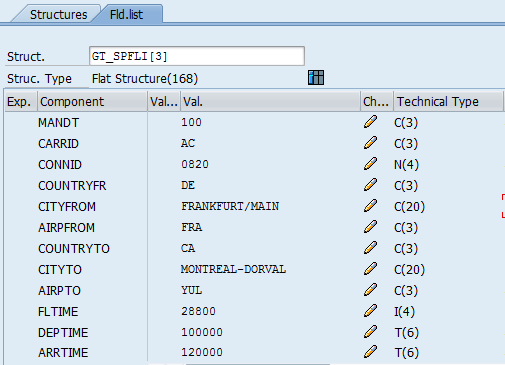 Structures Fld.list
Struct. GT_SPFLI[3]
Struc. Type Flat Structure(168)
Exp. Component Val... Val. Ch... Technical Type
MANDT 100 C(3)
CARRID AC C(3)
CONNID 0820 N(4)
COUNTRYFR DE C(3)
CITYFROM FRANKFURT/MAIN C(20)
AIRPFROM FRA C(3)
COUNTRYTO CA C(3)
CITYTO MONTREAL-DORVAL C(20)
AIRPTO YUL C(3)
FLTIME 28800 I(4)
DEPTIME 100000 T(6)
ARRTIME 120000 T(6)